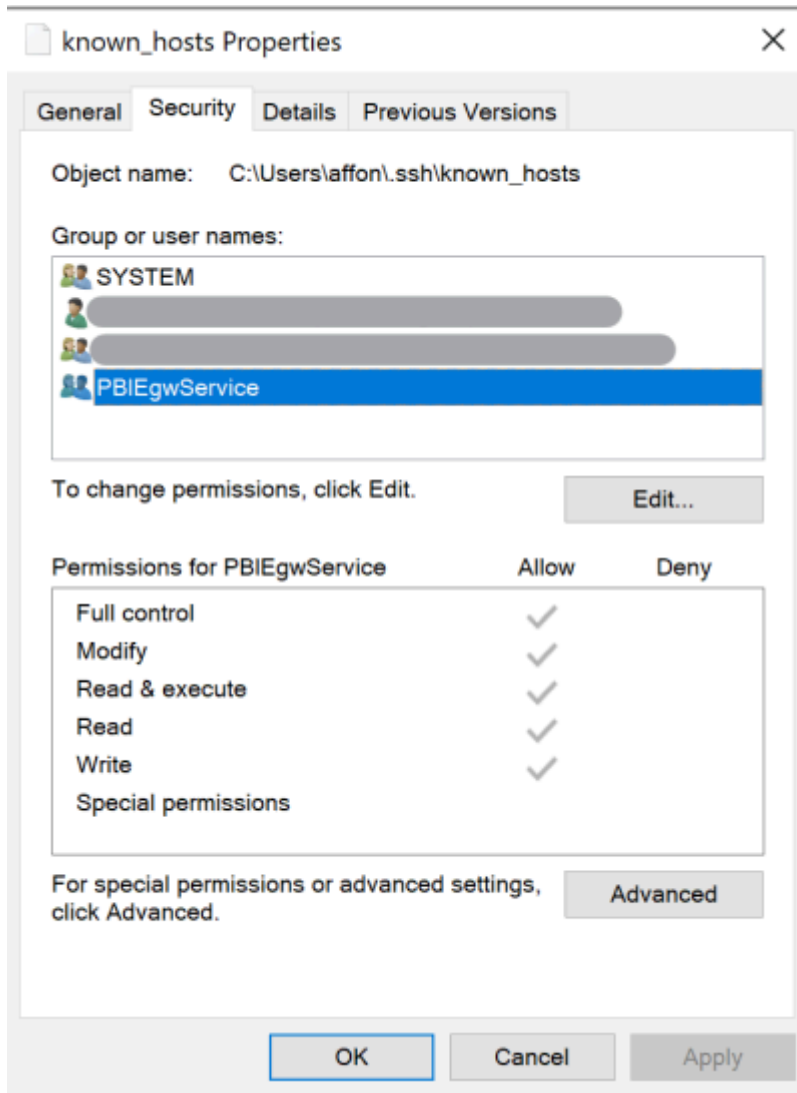 known_hosts Properties
General Security Details Previous Versions
Object name: C:\Users\affon\.ssh\known_hosts
Group or user names:
SYSTEM
PBIEgwService
To change permissions, click Edit.
Edit...
Permissions for PBIEgwService Allow Deny
Full control
Modify
Read & execute
Read
Write
Special permissions
For special permissions or advanced settings,
click Advanced.
Advanced
OK Cancel Apply